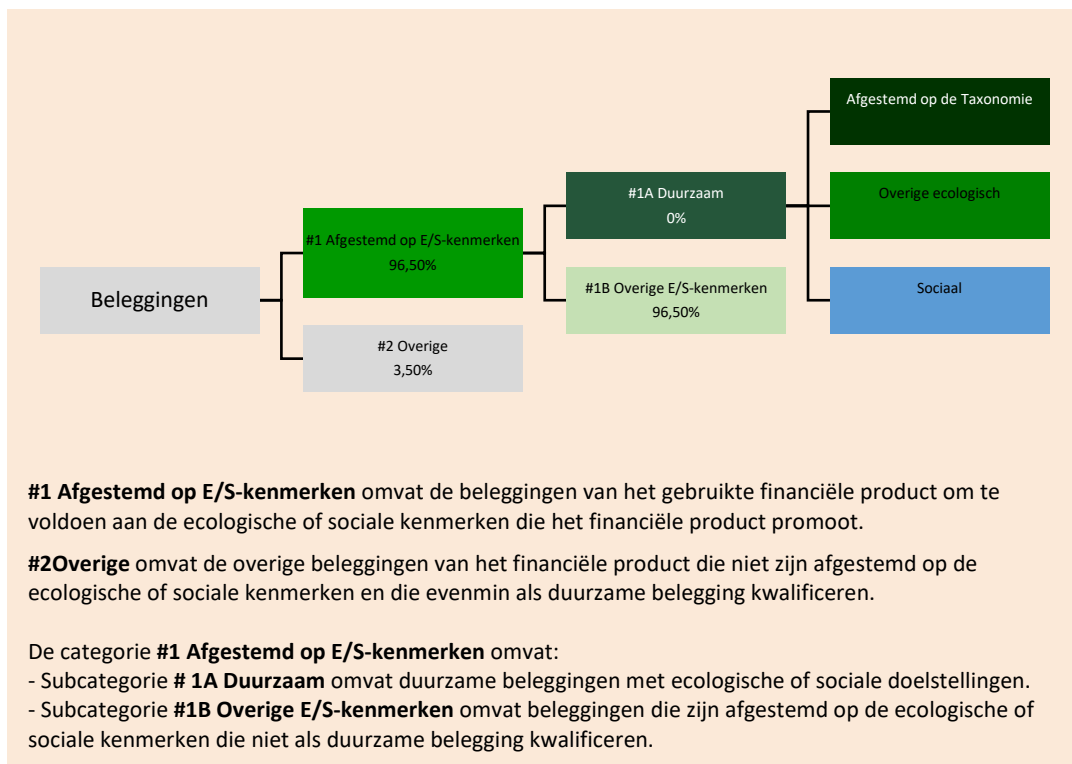 Afgestemd op de Taxonomie
#1A Duurzaam
0%
Overige ecologisch
#1 Afgestemd op E/S-kenmerken
96,50%
Beleggingen
#1B Overige E/S-kenmerken
96,50%
Sociaal
#2 Overige
3,50%
#1 Afgestemd op E/S-kenmerken omvat de beleggingen van het gebruikte financiële product om te
voldoen aan de ecologische of sociale kenmerken die het financiële product promoot.
#2Overige omvat de overige beleggingen van het financiële product die niet zijn afgestemd op de
ecologische of sociale kenmerken en die evenmin als duurzame belegging kwalificeren.
De categorie #1 Afgestemd op E/S-kenmerken omvat:
- Subcategorie # 1A Duurzaam omvat duurzame beleggingen met ecologische of sociale doelstellingen.
- Subcategorie #1B Overige E/S-kenmerken omvat beleggingen die zijn afgestemd op de ecologische of
sociale kenmerken die niet als duurzame belegging kwalificeren.